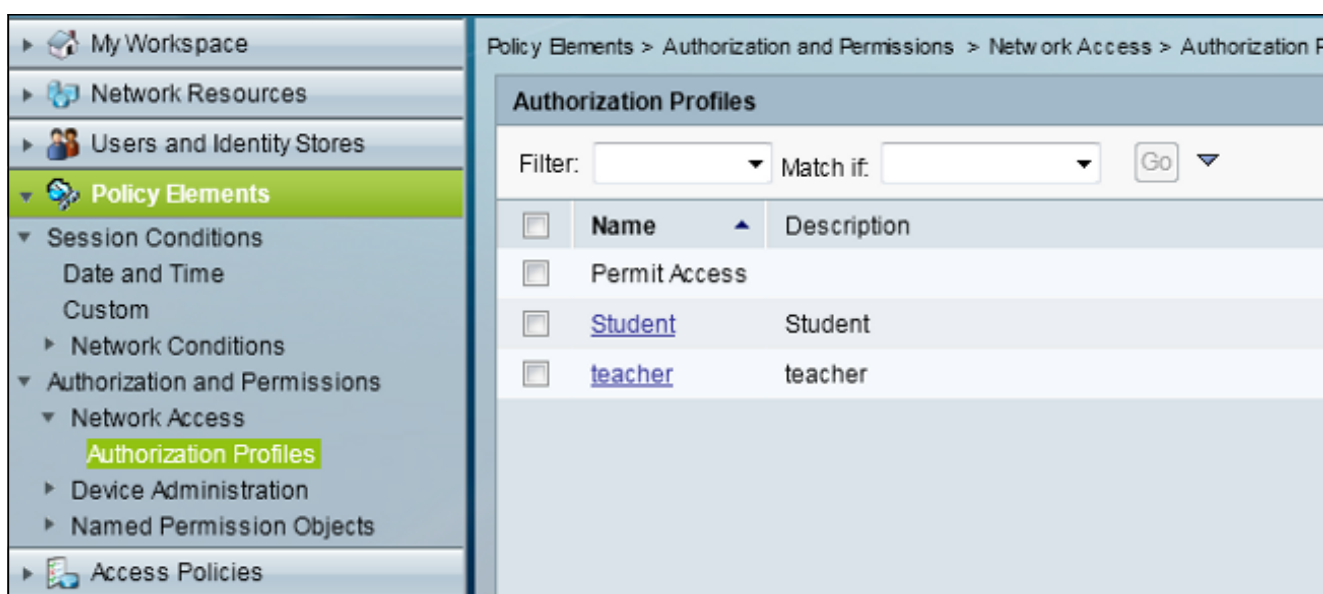 My Workspace
Network Resources
Users and Identity Stores
Policy Elements
Session Conditions
Date and Time
Custom
Network Conditions
Authorization and Permissions
Network Access
Authorization Profiles
Device Administration
Named Permission Objects
Access Policies
Policy Elements > Authorization and Permissions > Network Access > Authorization P
Authorization Profiles
Filter: Match if: Go
Name Description
Permit Access
Student Student
teacher teacher